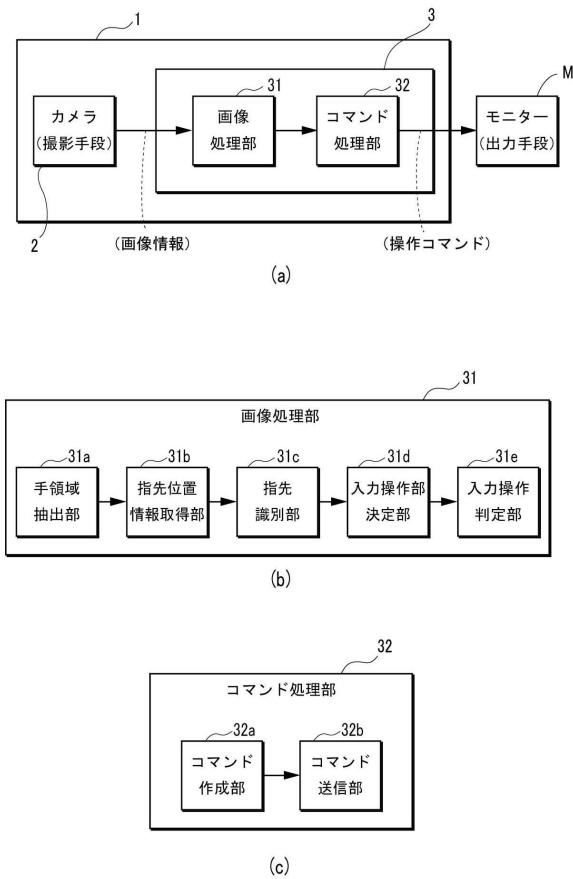 1
3
31
32
M
カメラ
(撮影手段)
画像
処理部
コマンド
処理部
モニター
(出力手段)
2
(画像情報)
(操作コマンド)
(a)
31
画像処理部
31a
31b
31c
31d
31e
手領域
抽出部
指先位置
情報取得部
指先
識別部
入力操作部
決定部
入力操作
判定部
(b)
32
コマンド処理部
32a
32b
コマンド
作成部
コマンド
送信部
(c)